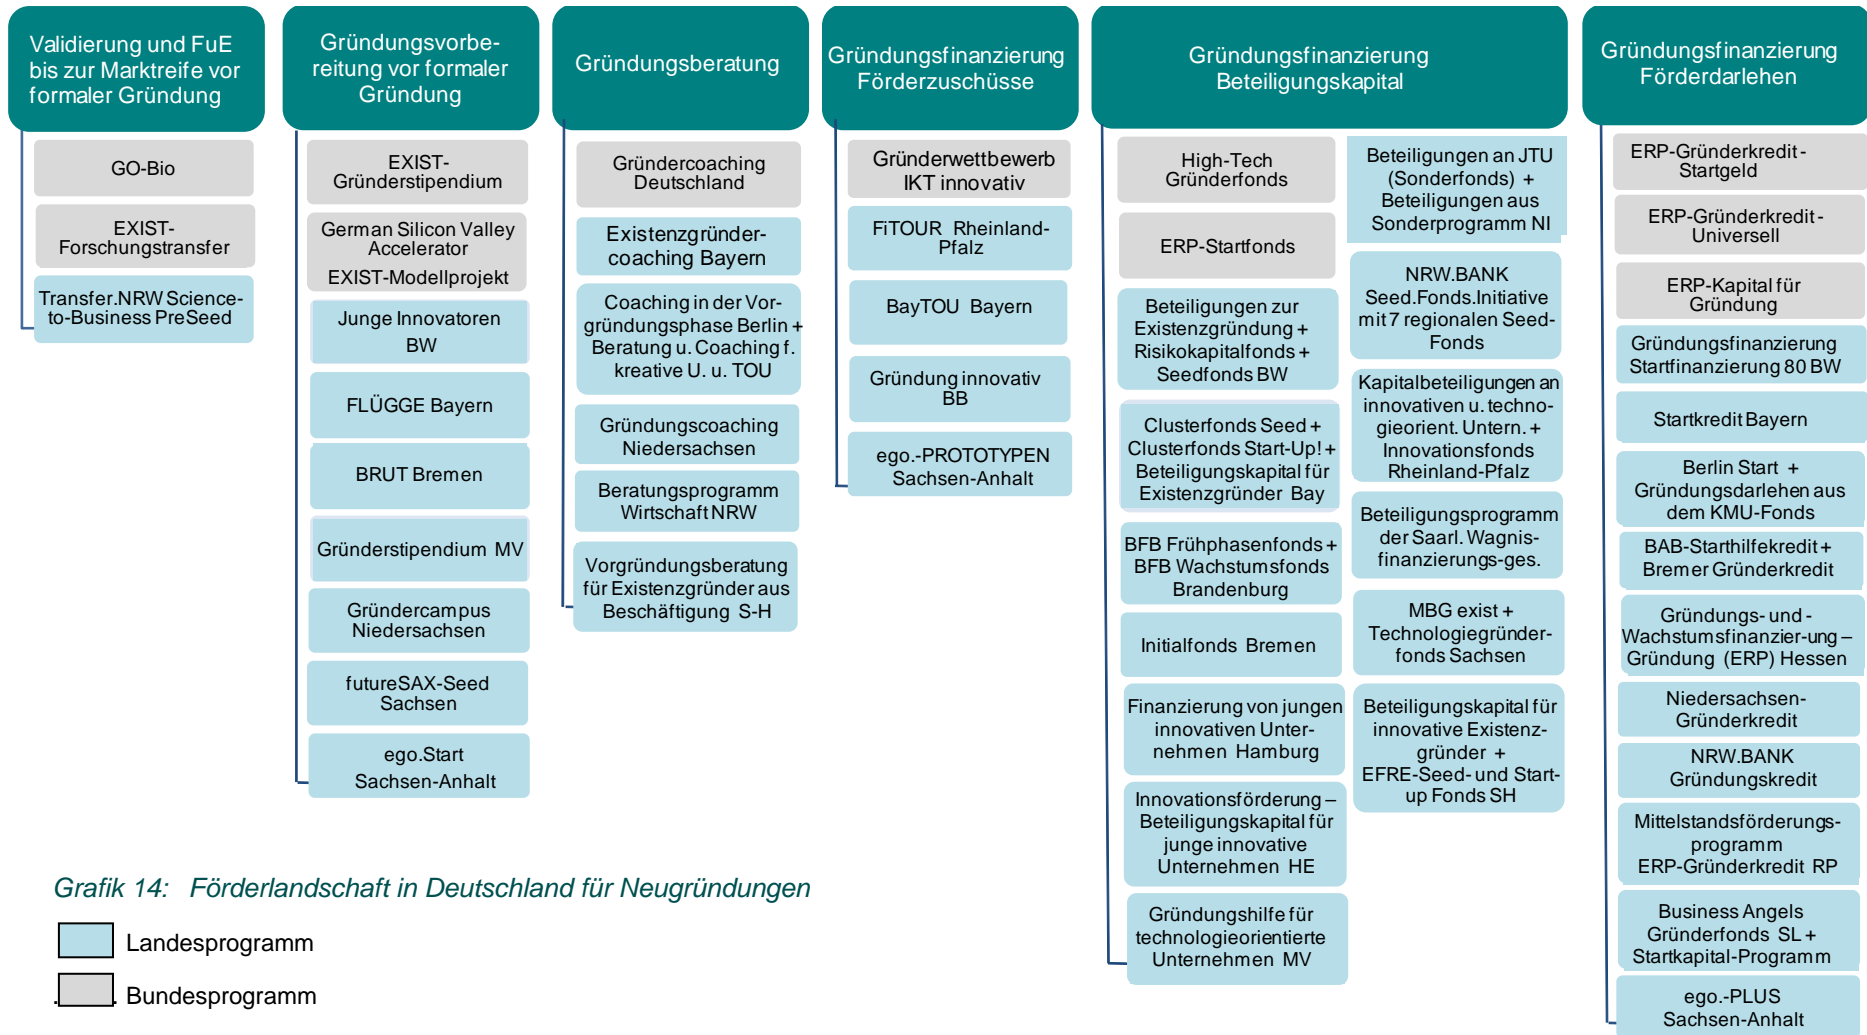 Validierung und FuE
bis zur Marktreife vor
formaler Gründung
GO-Bio
EXIST-
Forschungstransfer
Transfer.NRW Science-
to-Business PreSeed
Gründungsvorbe-
reitung vor formaler
Gründung
EXIST-
Gründerstipendium
German Silicon Valley
Accelerator
EXIST-Modellprojekt
Junge Innovatoren
BW
FLÜGGE Bayern
BRUT Bremen
Gründerstipendium MV
Gründercampus
Niedersachsen
futureSAX-Seed
Sachsen
ego.Start
Sachsen-Anhalt
Gründungsberatung
Gründercoaching
Deutschland
Existenzgründer-
coaching Bayern
Coaching in der Vor-
gründungsphase Berlin +
Beratung u. Coaching f.
kreative U. u. TOU
Gründungscoaching
Niedersachsen
Beratungsprogramm
Wirtschaft NRW
Vorgründungsberatung
für Existenzgründer aus
Beschäftigung S-H
Gründungsfinanzierung
Förderzuschüsse
Gründerwettbewerb
IKT innovativ
FiTOUR Rheinland-
Pfalz
BayTOU Bayern
Gründung innovativ
BB
ego.-PROTOTYPEN
Sachsen-Anhalt
Gründungsfinanzierung
Beteiligungskapital
High-Tech
Gründerfonds
ERP-Startfonds
Beteiligungen zur
Existenzgründung +
Risikokapitalfonds +
Seedfonds BW
Clusterfonds Seed +
Clusterfonds Start-Up! +
Beteiligungskapital für
Existenzgründer Bay
BFB Frühphasenfonds +
BFB Wachstumsfonds
Brandenburg
Initialfonds Bremen
Finanzierung von jungen
innovativen Unter-
nehmen Hamburg
Innovationsförderung –
Beteiligungskapital für
junge innovative
Unternehmen HE
Gründungshilfe für
technologieorientierte
Unternehmen MV
Beteiligungen an JTU
(Sonderfonds) +
Beteiligungen aus
Sonderprogramm NI
NRW.BANK
Seed.Fonds.Initiative
mit 7 regionalen Seed-
Fonds
Kapitalbeteiligungen an
innovativen u. techno-
gieorient. Untern. +
Innovationsfonds
Rheinland-Pfalz
Beteiligungsprogramm
der Saarl. Wagnis-
finanzierungs-ges.
MBG exist +
Technologiegründer-
fonds Sachsen
Beteiligungskapital für
innovative Existenz-
gründer +
EFRE-Seed- und Start-
up Fonds SH
Gründungsfinanzierung
Förderdarlehen
ERP-Gründerkredit -
Startgeld
ERP-Gründerkredit -
Universell
ERP-Kapital für
Gründung
Gründungsfinanzierung
Startfinanzierung 80 BW
Startkredit Bayern
Berlin Start +
Gründungsdarlehen aus
dem KMU-Fonds
BAB-Starthilfekredit +
Bremer Gründerkredit
Gründungs- und -
Wachstumsfinanzier-ung –
Gründung (ERP) Hessen
Niedersachsen-
Gründerkredit
NRW.BANK
Gründungskredit
Mittelstandsförderungs-
programm
ERP-Gründerkredit RP
Business Angels
Gründerfonds SL +
Startkapital-Programm
ego.-PLUS
Sachsen-Anhalt
Grafik 14: Förderlandschaft in Deutschland für Neugründungen
Landesprogramm
. . Bundesprogramm